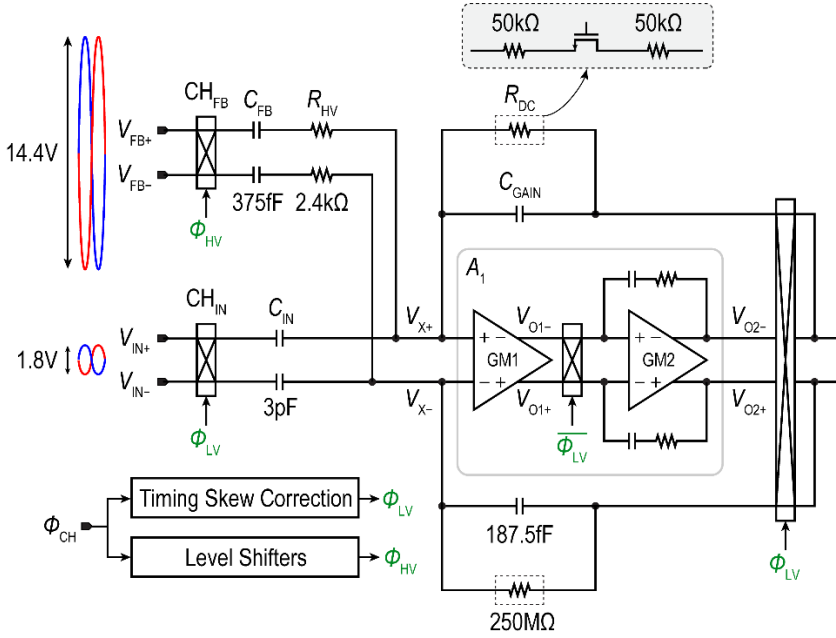 50kΩ 50kΩ
R_DC
CH_FB C_FB R_HV
V_FB+
V_FB−
14.4V
375fF 2.4kΩ
Φ_HV
C_GAIN
A_1
CH_IN C_IN
V_X+ V_O1− V_O2−
V_IN+
+ − + −
GM1 GM2
1.8V
V_IN−
− + − +
3pF
V_X− V_O1+ V_O2+
Φ_LV
Φ_LV
Timing Skew Correction Φ_LV
Φ_CH
Level Shifters Φ_HV
187.5fF
Φ_LV
250MΩ